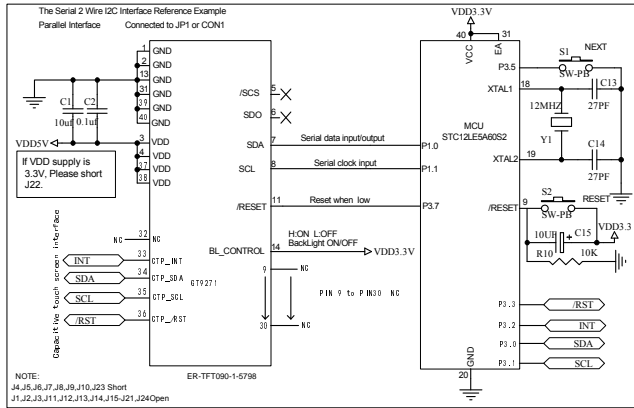 The Serial 2 Wire I2C Interface Reference Example
Parallel Interface Connected to JP1 or CON1
1 GND
2 GND
13 GND
31 GND
39 GND
40 GND
C1 C2
10uf 0.1uf
VDD5V
3 VDD
4 VDD
37 VDD
38 VDD
If VDD supply is
3.3V, Please short
J22.
Capacitive touch screen interface
NC 32 NC
INT 33 CTP_INT
SDA 34 CTP_SDA
SCL 35 CTP_SCL
/RST 36 CTP_/RST
GT9271
/SCS 5
SDO 6
SDA 7 Serial data input/output P1.0
SCL 8 Serial clock input P1.1
/RESET 11 Reset when low P3.7
H:ON L:OFF
BL_CONTROL 14 BackLight ON/OFF VDD3.3V
9 NC
PIN 9 to PIN30 NC
30 NC
ER-TFT090-1-5798
VDD3.3V
40 31
VCC EA
MCU
STC12LE5A60S2
P3.5
S1 NEXT
SW-PB
XTAL1 18
C13
27PF
12MHZ
Y1
XTAL2 19
C14
27PF
/RESET 9
S2 RESET
SW-PB
VDD3.3
10UF + C15
R10 10K
P3.3 /RST
P3.2 INT
P3.0 SDA
P3.1 SCL
GND
20
NOTE:
J4,J5,J6,J7,J8,J9,J10,J23 Short
J1,J2,J3,J11,J12,J13,J14,J15-J21,J24Open